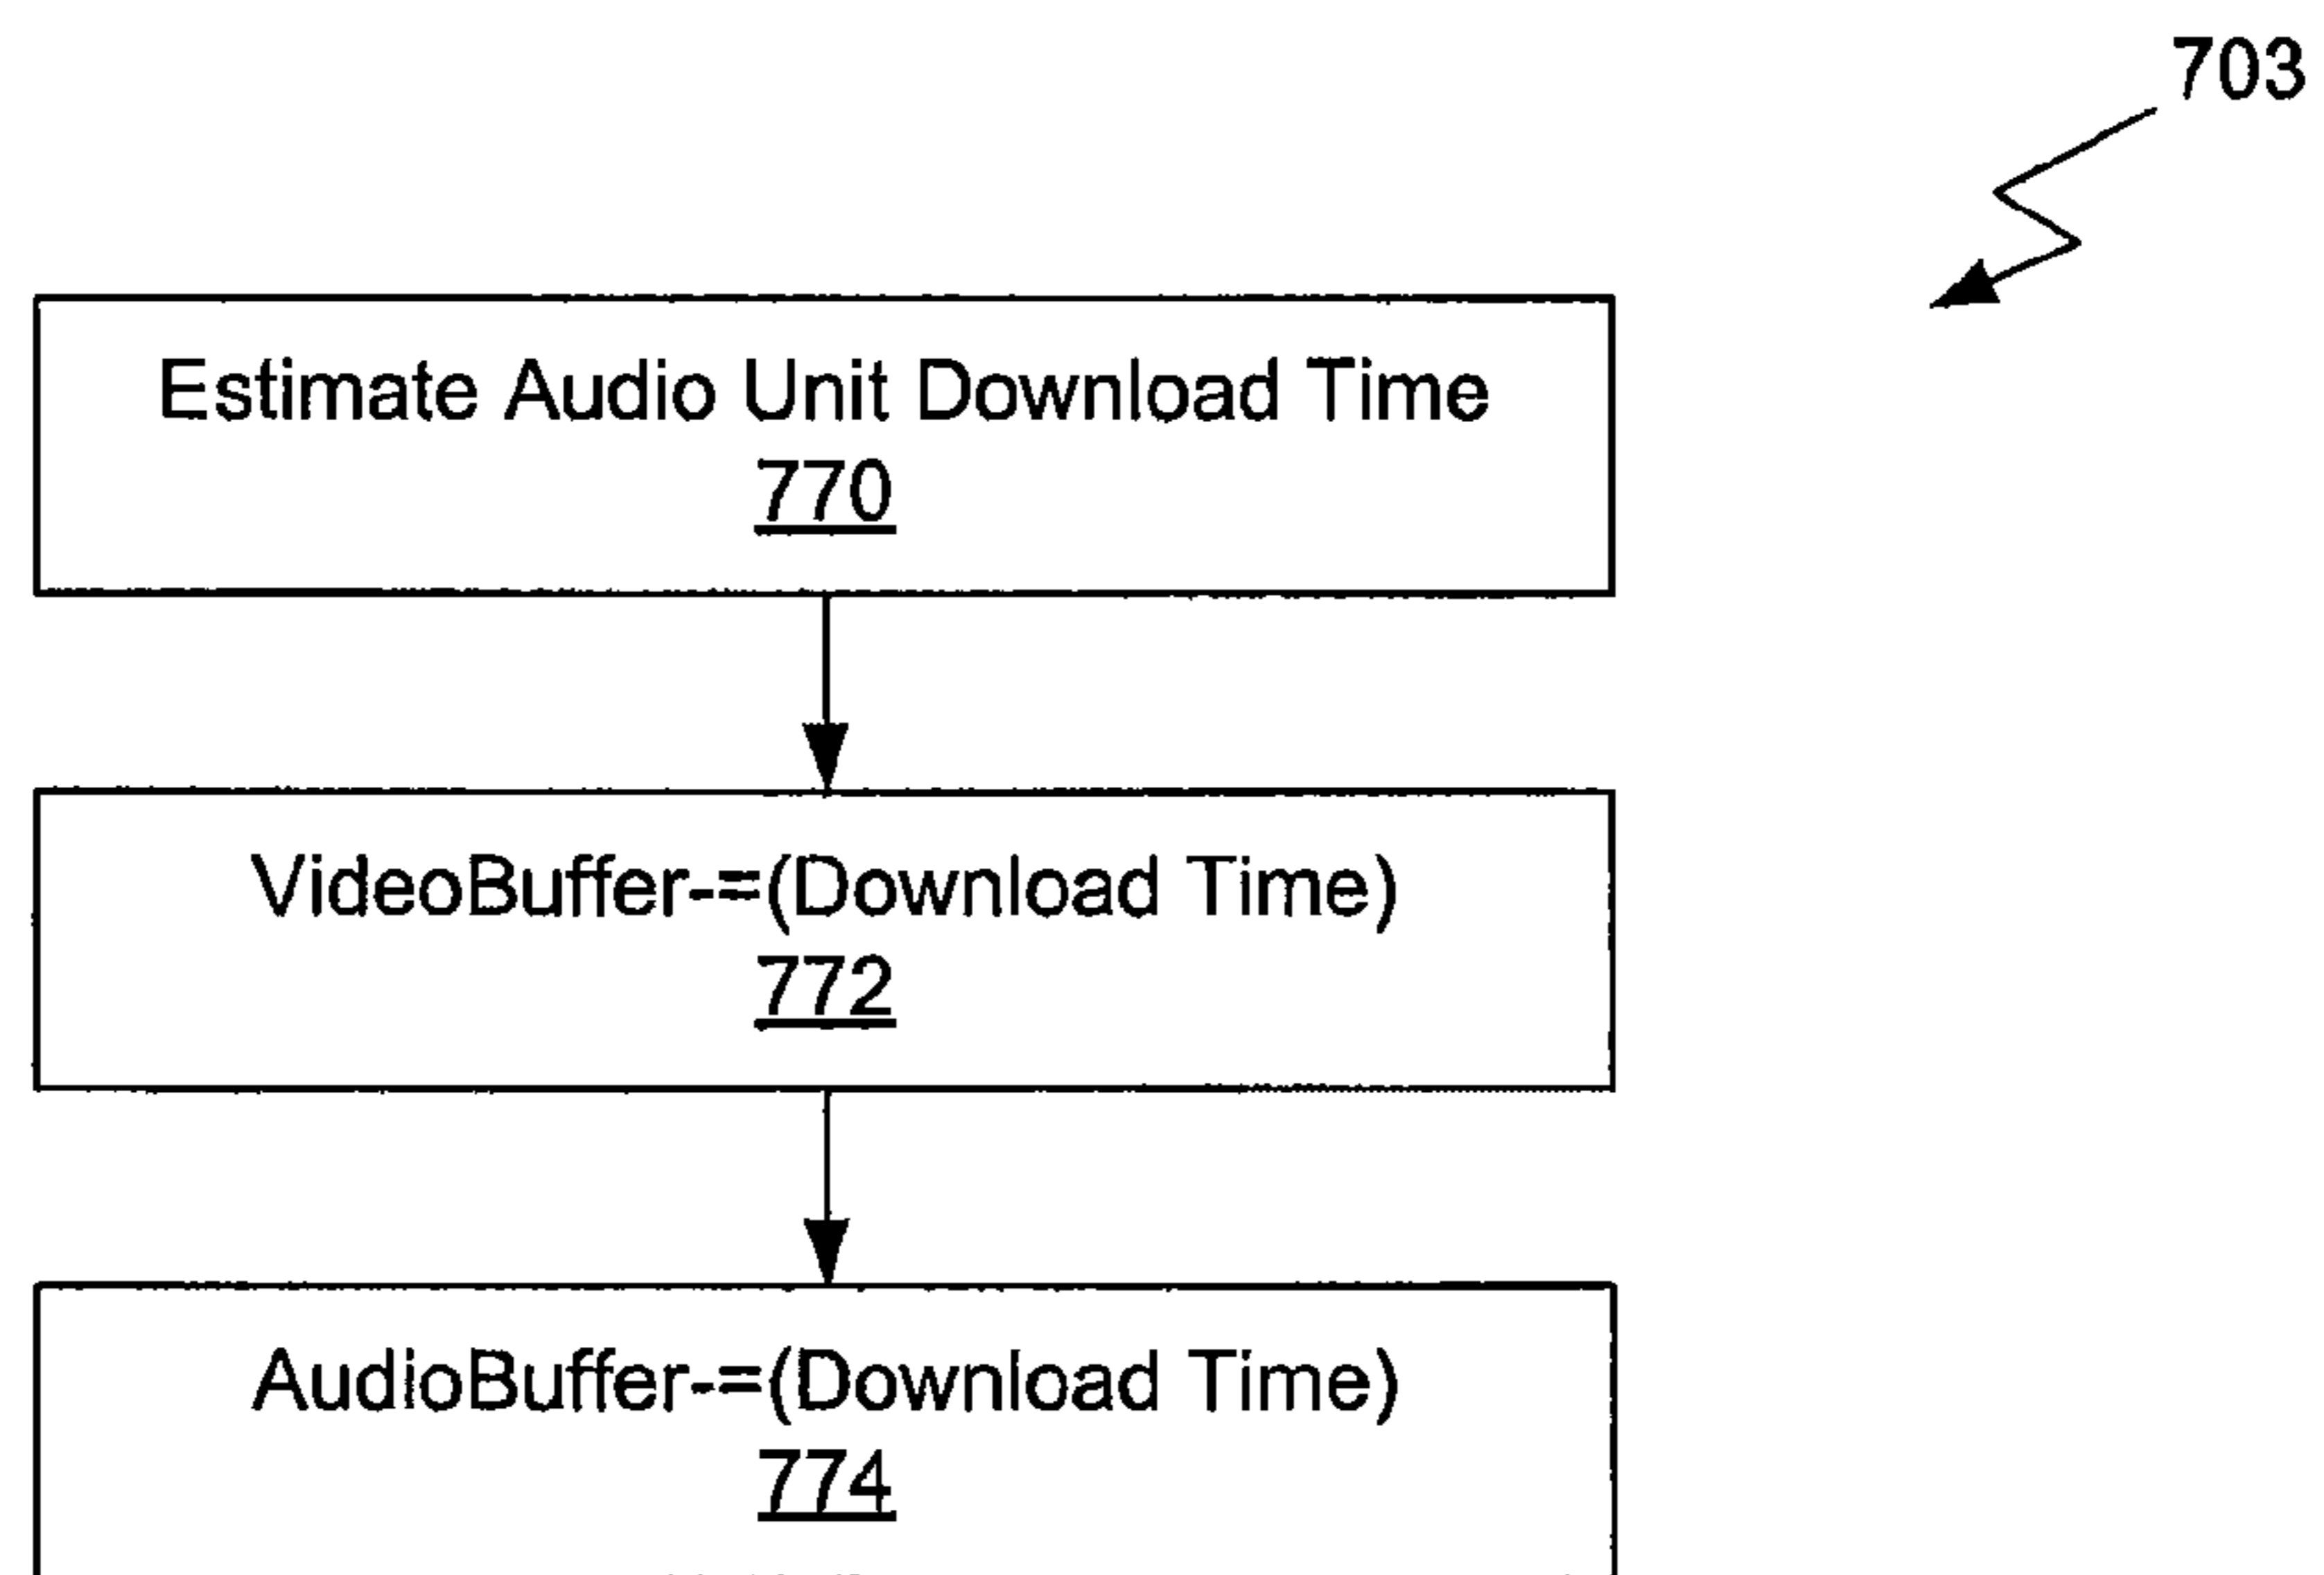 703
Estimate Audio Unit Download Time
770
VideoBuffer-=(Download Time)
772
AudioBuffer-=(Download Time)
774